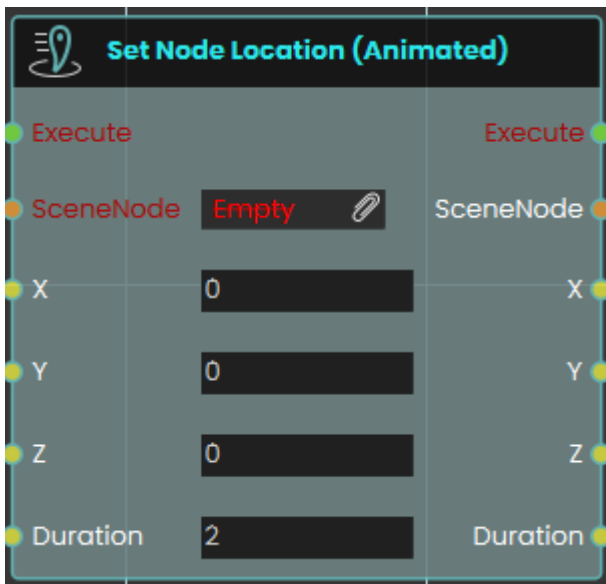 Set Node Location (Animated)
Execute Execute
SceneNode Empty SceneNode
X 0 X
Y 0 Y
Z 0 Z
Duration 2 Duration